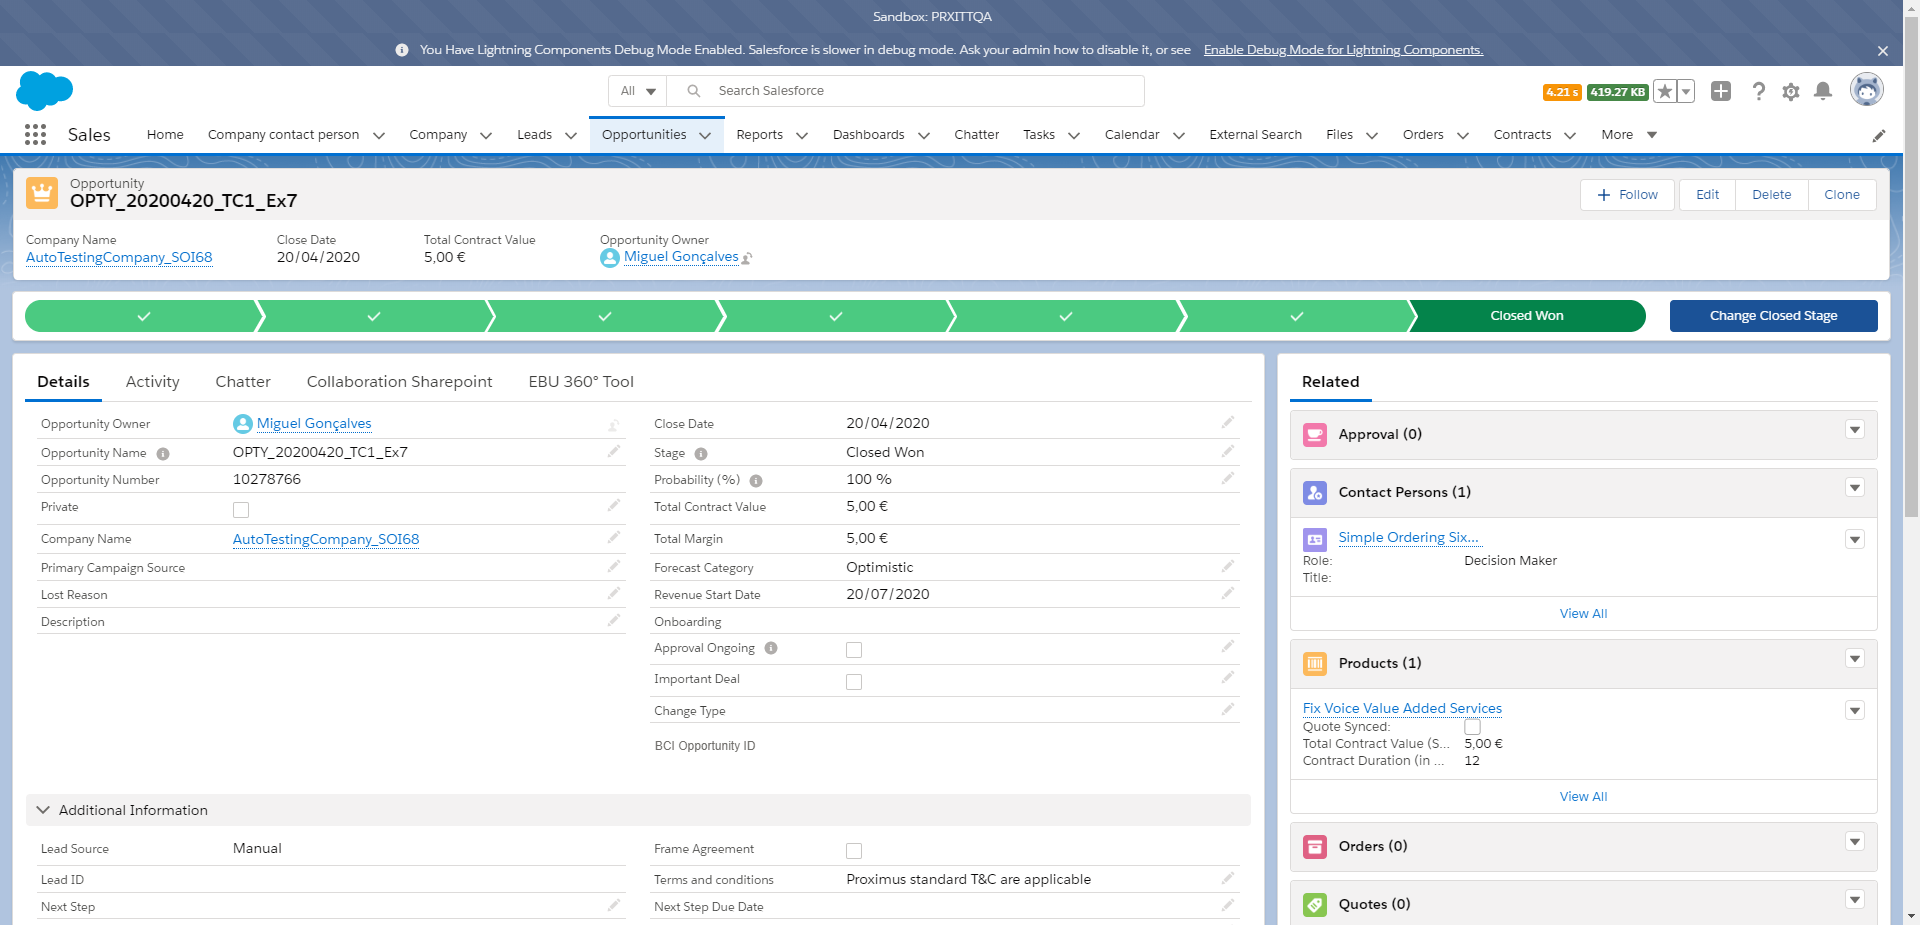 Sandbox: PRXITTQA
You Have Lightning Components Debug Mode Enabled. Salesforce is slower in debug mode. Ask your admin how to disable it, or see Enable Debug Mode for Lightning Components.
All Search Salesforce 4.21 s 419.27 KB
Sales Home Company contact person Company Leads Opportunities Reports Dashboards Chatter Tasks Calendar External Search Files Orders Contracts More
Opportunity
OPTY_20200420_TC1_Ex7
Follow Edit Delete Clone
Company Name Close Date Total Contract Value Opportunity Owner
AutoTestingCompany_SOI68 20/04/2020 5,00 € Miguel Gonçalves
Closed Won Change Closed Stage
Details Activity Chatter Collaboration Sharepoint EBU 360° Tool
Opportunity Owner Miguel Gonçalves
Opportunity Name OPTY_20200420_TC1_Ex7
Opportunity Number 10278766
Private
Company Name AutoTestingCompany_SOI68
Primary Campaign Source
Lost Reason
Description
Close Date 20/04/2020
Stage Closed Won
Probability (%) 100 %
Total Contract Value 5,00 €
Total Margin 5,00 €
Forecast Category Optimistic
Revenue Start Date 20/07/2020
Onboarding
Approval Ongoing
Important Deal
Change Type
BCI Opportunity ID
Additional Information
Lead Source Manual
Lead ID
Next Step
Frame Agreement
Terms and conditions Proximus standard T&C are applicable
Next Step Due Date
Related
Approval (0)
Contact Persons (1)
Simple Ordering Six...
Role: Decision Maker
Title:
View All
Products (1)
Fix Voice Value Added Services
Quote Synced:
Total Contract Value (S... 5,00 €
Contract Duration (in ... 12
View All
Orders (0)
Quotes (0)